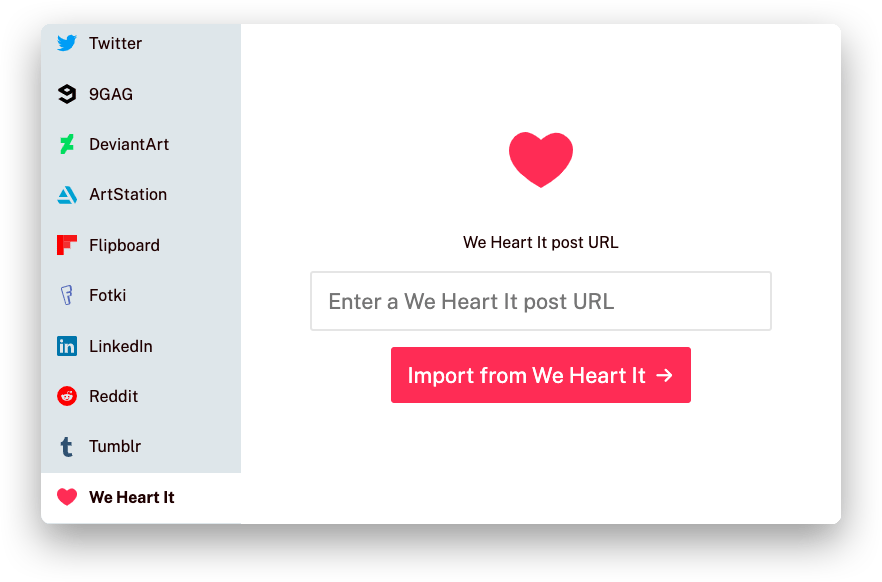 Twitter
9GAG
DeviantArt
ArtStation
Flipboard
Fotki
LinkedIn
Reddit
Tumblr
We Heart It
We Heart It post URL
Enter a We Heart It post URL
Import from We Heart It →